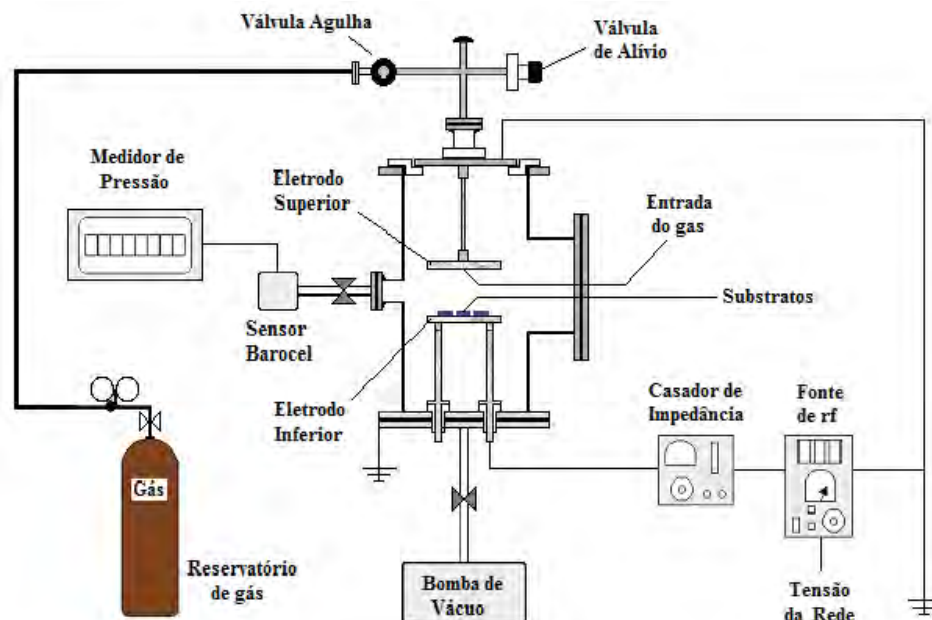 Válvula Agulha
Válvula
de Alívio
Medidor de
Pressão
Eletrodo
Superior
Entrada
do gas
Substratos
Sensor
Barocel
Eletrodo
Inferior
Casador de
Impedância
Fonte
de rf
Gás
Reservatório
de gás
Bomba de
Vácuo
Tensão
da Rede